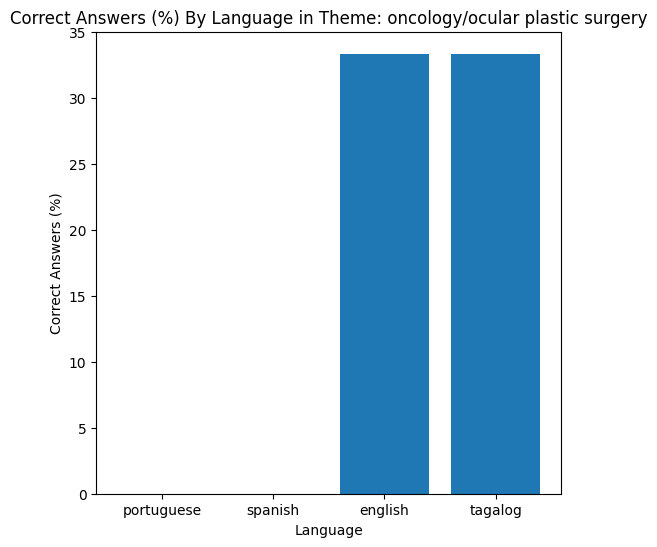 Correct Answers (%) By Language in Theme: oncology/ocular plastic surgery
35
30
25
20
15
10
5
0
Correct Answers (%)
portuguese spanish english tagalog
Language